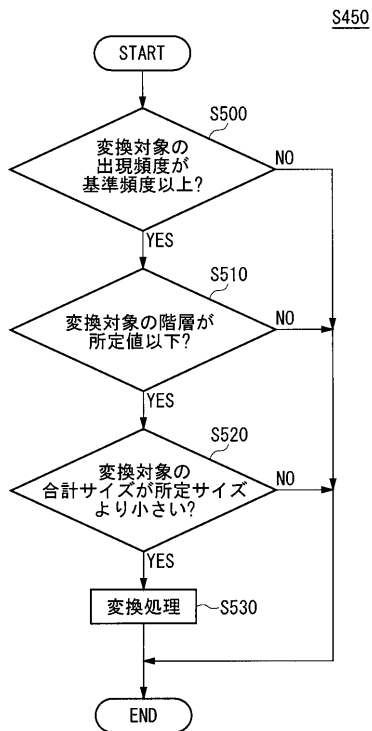 S450
START
S500
変換対象の
出現頻度が
基準頻度以上?
NO
YES
S510
変換対象の階層が
所定値以下?
NO
YES
S520
変換対象の
合計サイズが所定サイズ
より小さい?
NO
YES
変換処理
S530
END